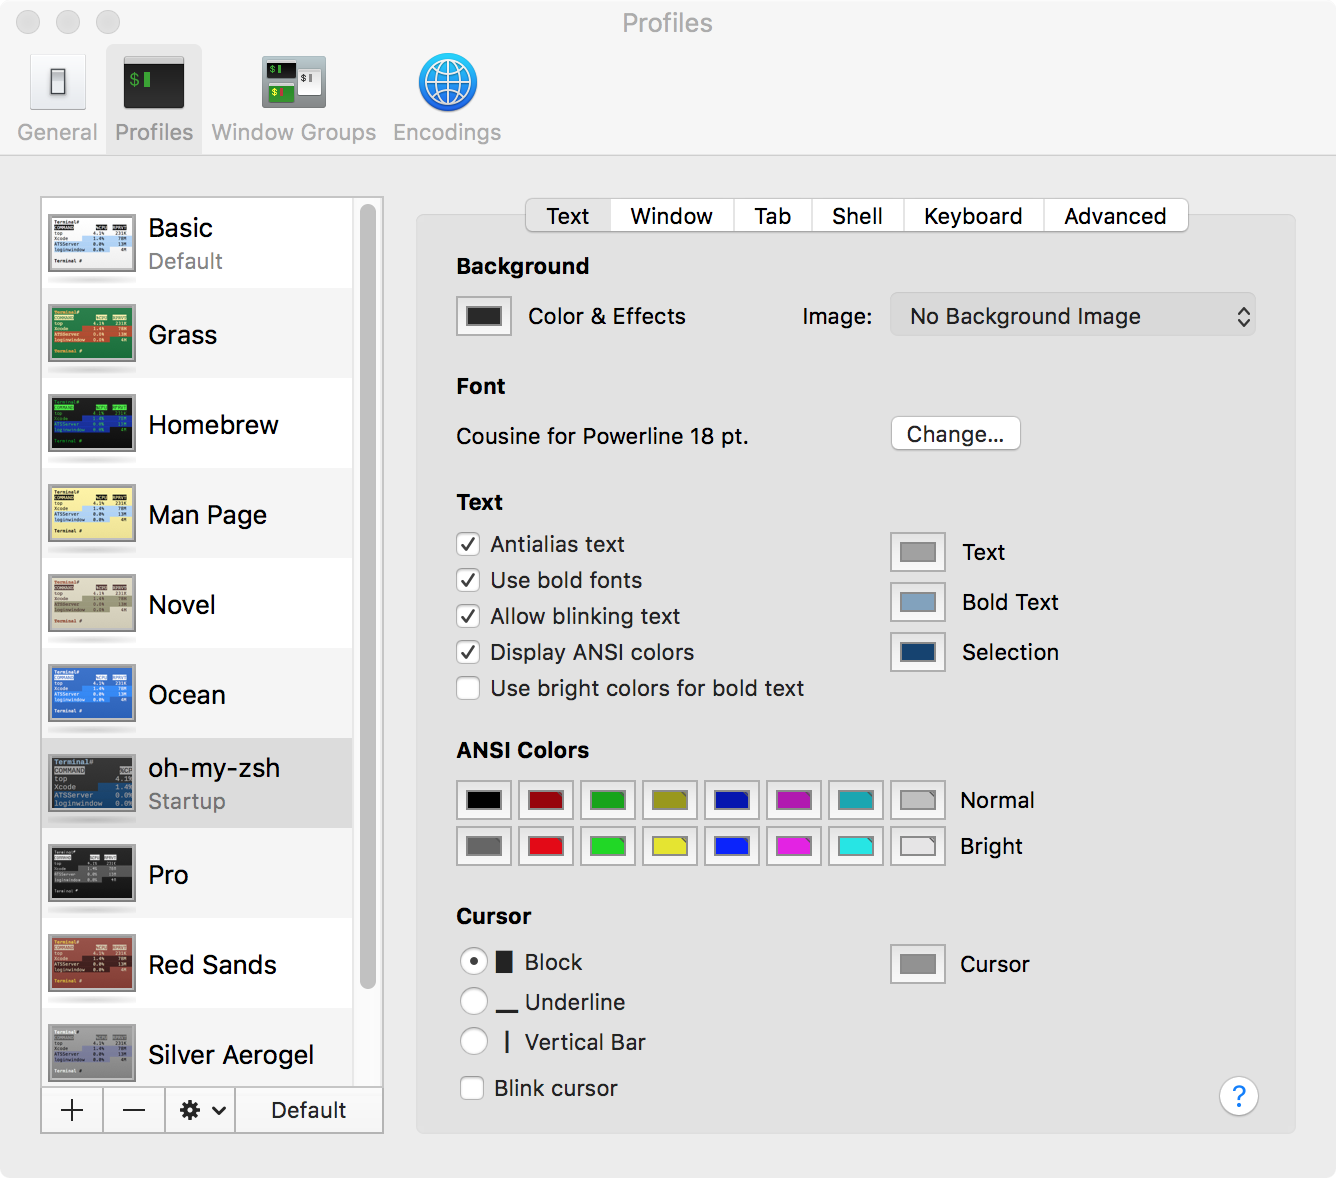 Profiles
General Profiles Window Groups Encodings
Basic
Default
Grass
Homebrew
Man Page
Novel
Ocean
oh-my-zsh
Startup
Pro
Red Sands
Silver Aerogel
Default
Text Window Tab Shell Keyboard Advanced
Background
Color & Effects Image: No Background Image
Font
Cousine for Powerline 18 pt. Change...
Text
Antialias text
Use bold fonts
Allow blinking text
Display ANSI colors
Use bright colors for bold text
Text
Bold Text
Selection
ANSI Colors
Normal
Bright
Cursor
Block
Underline
Vertical Bar
Blink cursor
Cursor
?